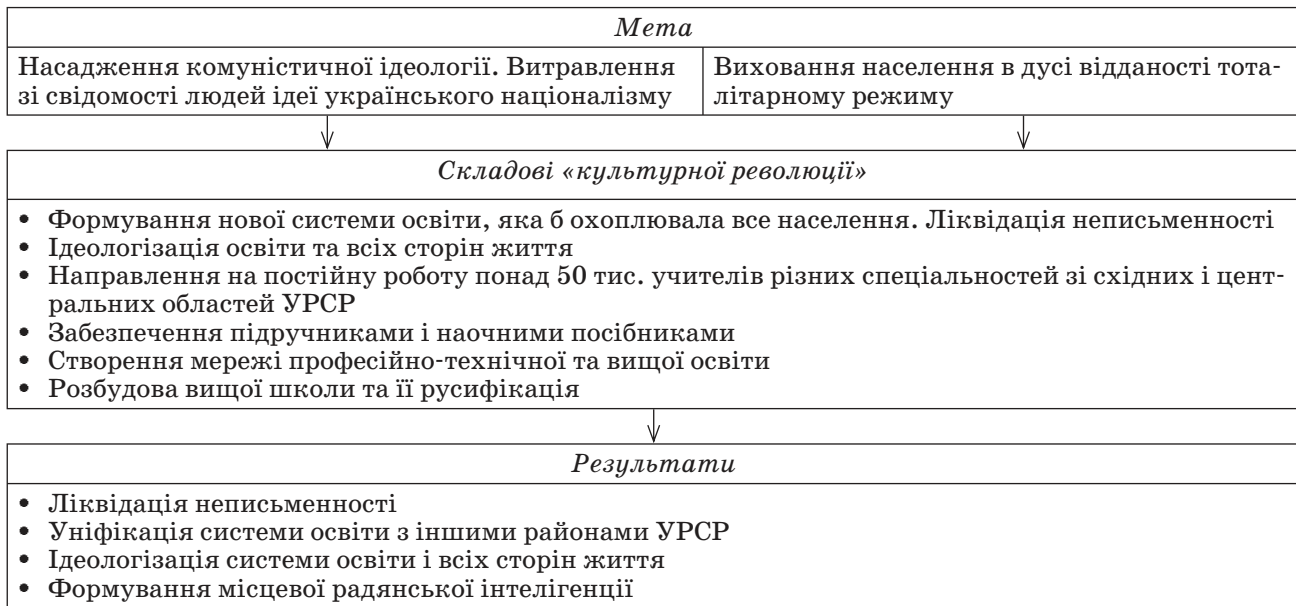 Мета
Насадження комуністичної ідеології. Витравлення
зі свідомості людей ідеї українського націоналізму
Виховання населення в дусі відданості тота-
літарному режиму
Складові «культурної революції»
• Формування нової системи освіти, яка б охоплювала все населення. Ліквідація неписьменності
• Ідеологізація освіти та всіх сторін життя
• Направлення на постійну роботу понад 50 тис. учителів різних спеціальностей зі східних і цент-
ральних областей УРСР
• Забезпечення підручниками і наочними посібниками
• Створення мережі професійно-технічної та вищої освіти
• Розбудова вищої школи та її русифікація
Результати
• Ліквідація неписьменності
• Уніфікація системи освіти з іншими районами УРСР
• Ідеологізація системи освіти і всіх сторін життя
• Формування місцевої радянської інтелігенції